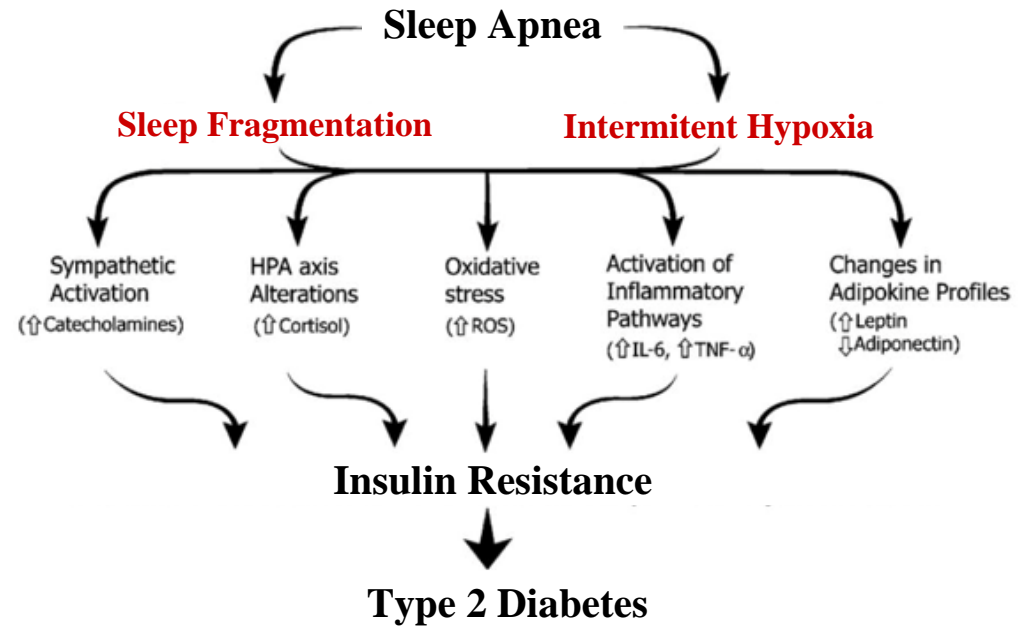 Sleep Apnea
Sleep Fragmentation
Intermitent Hypoxia
Sympathetic
Activation
(⇧Catecholamines)
HPA axis
Alterations
(⇧Cortisol)
Oxidative
stress
(⇧ROS)
Activation of
Inflammatory
Pathways
(⇧IL-6, ⇧TNF-α)
Changes in
Adipokine Profiles
(⇧Leptin
⇩Adiponectin)
Insulin Resistance
Type 2 Diabetes